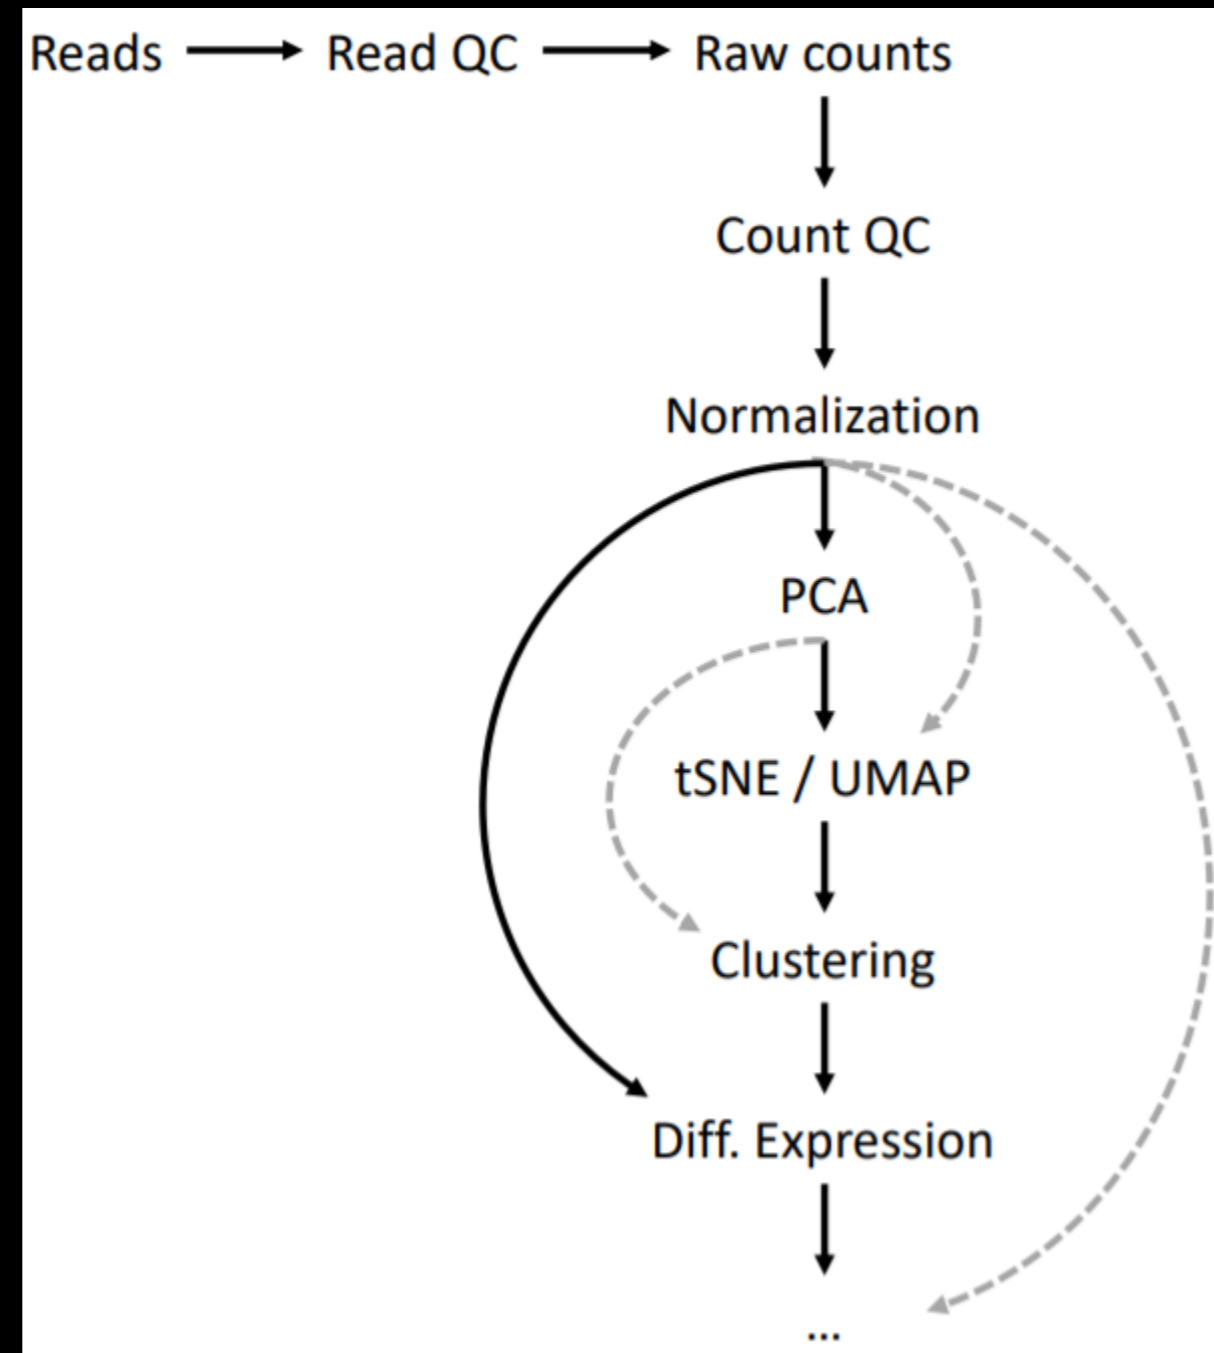 Reads Read QC Raw counts
Count QC
Normalization
PCA
tSNE / UMAP
Clustering
Diff. Expression
...